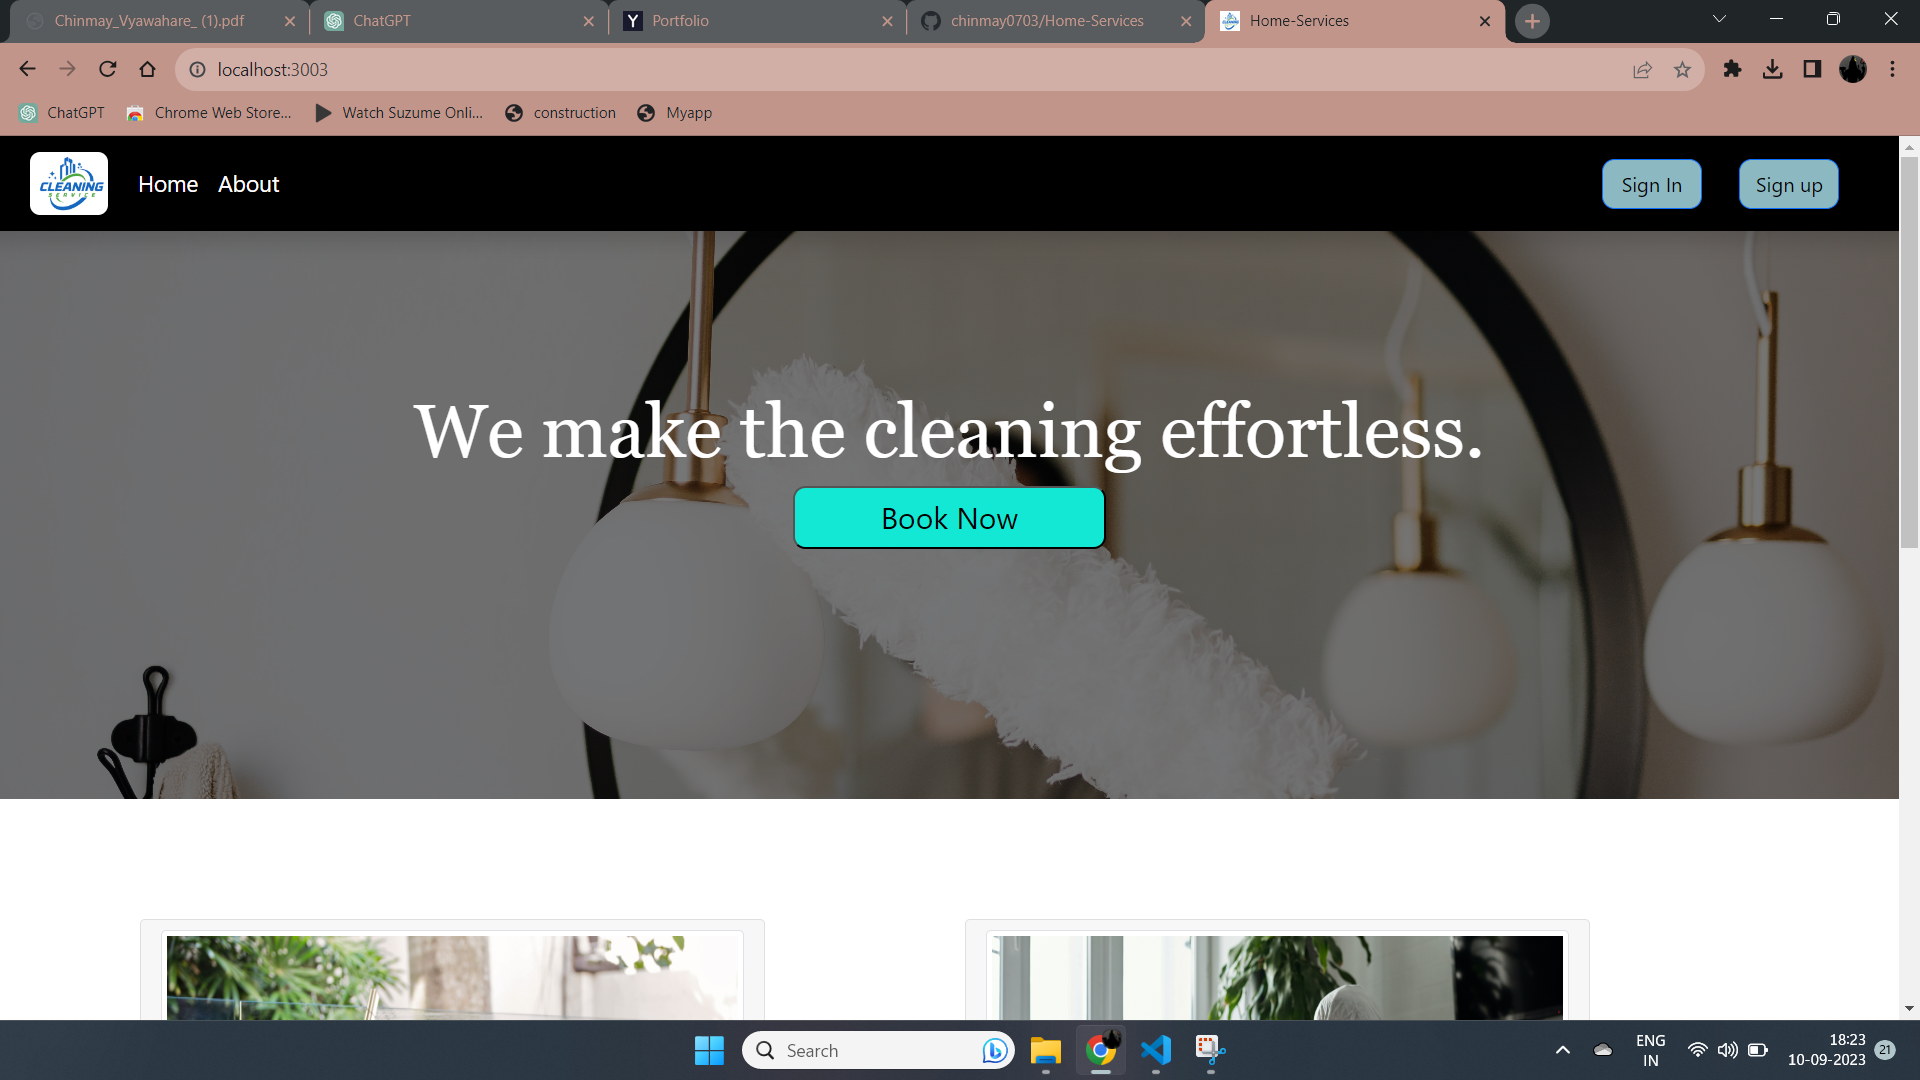 Chinmay_Vyawahare_ (1).pdf
ChatGPT
Portfolio
chinmay0703/Home-Services
Home-Services
localhost:3003
ChatGPT
Chrome Web Store...
Watch Suzume Onli...
construction
Myapp
CLEANING
SERVICE
Home
About
Sign In
Sign up
We make the cleaning effortless.
Book Now
Search
ENG
IN
18:23
10-09-2023
21